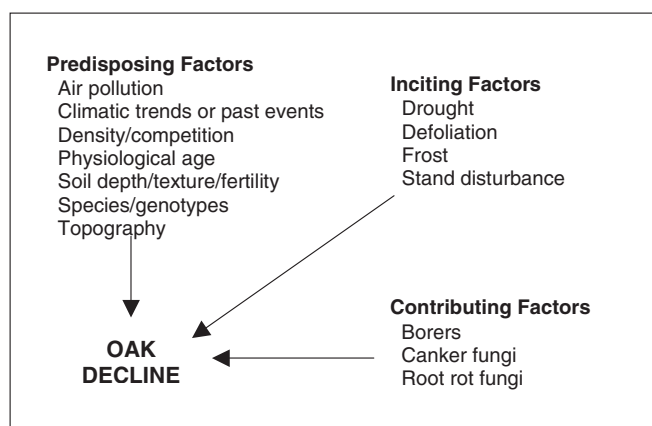 Predisposing Factors
Air pollution
Climatic trends or past events
Density/competition
Physiological age
Soil depth/texture/fertility
Species/genotypes
Topography
Inciting Factors
Drought
Defoliation
Frost
Stand disturbance
Contributing Factors
Borers
Canker fungi
Root rot fungi
OAK
DECLINE